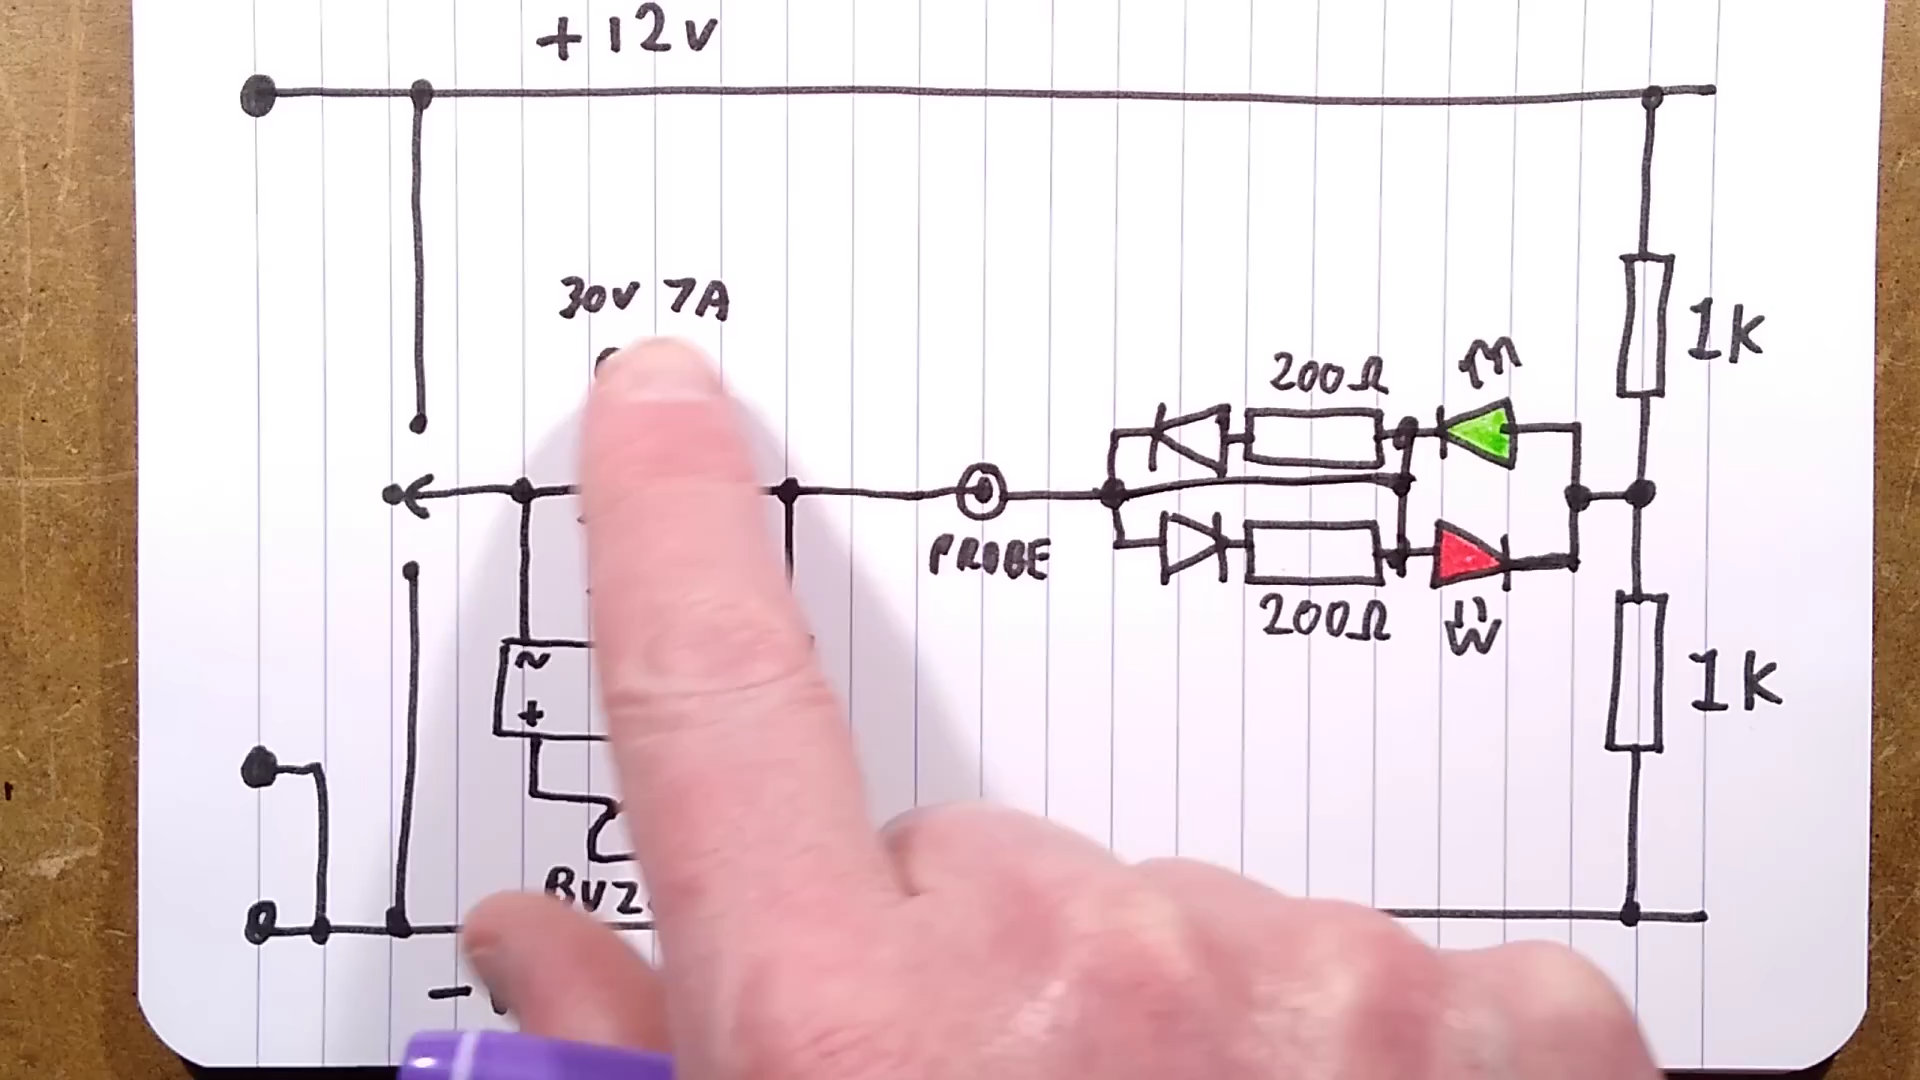 +12v
30v 7A
200Ω
1K
PROBE
200Ω
~
1K
+
-